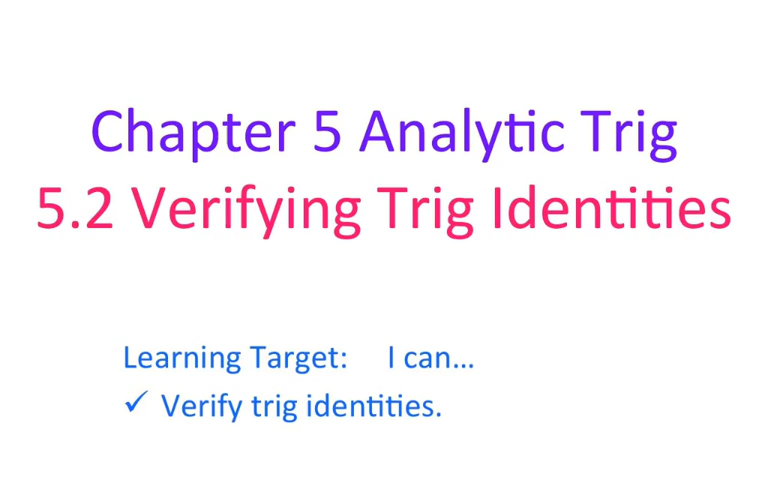 Chapter 5 Analytic Trig
5.2 Verifying Trig Identities
Learning Target: I can…
✓ Verify trig identities.